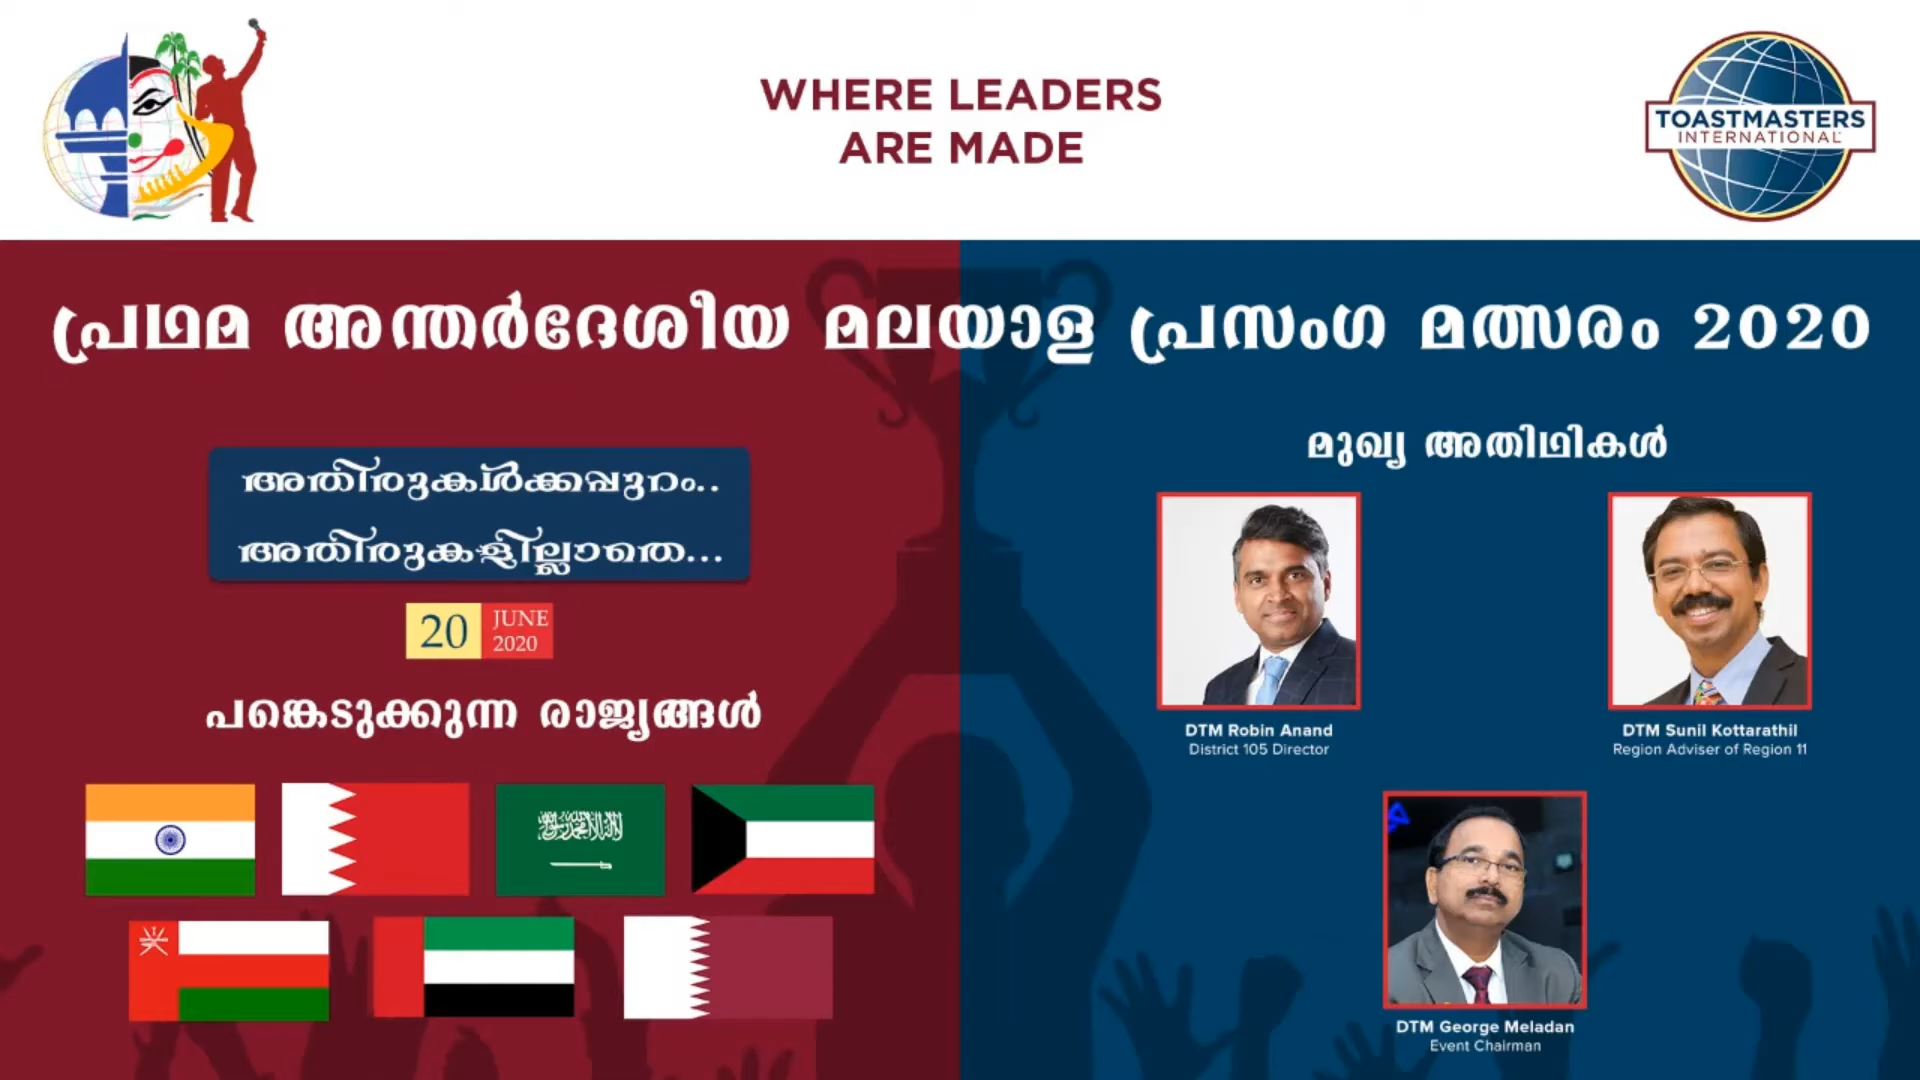 WHERE LEADERS
ARE MADE
TOASTMASTERS
INTERNATIONAL
പ്രഥമ അന്തർദേശീയ മലയാള പ്രസംഗ മത്സരം 2020
അതിരുകൾക്കപ്പുറം..
അതിരുകളില്ലാതെ...
20 JUNE
2020
പങ്കെടുക്കുന്ന രാജ്യങ്ങൾ
മുഖ്യ അതിഥികൾ
DTM Robin Anand
District 105 Director
DTM Sunil Kottarathil
Region Adviser of Region 11
DTM George Meladan
Event Chairman